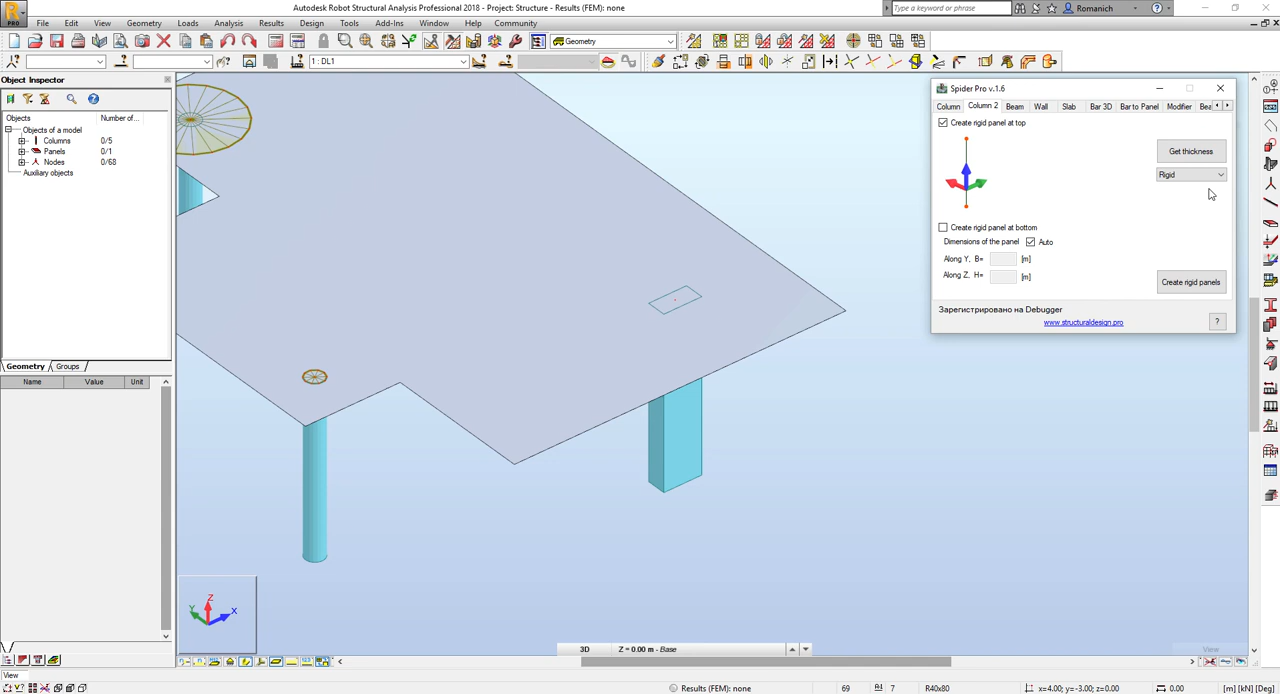 Autodesk Robot Structural Analysis Professional 2018 - Project: Structure - Results (FEM): none
Type a keyword or phrase
Romanich
File Edit View Geometry Loads Analysis Results Design Tools Add-Ins Window Help Community
PRO
Geometry
1 : DL1
Object Inspector
Objects Number of...
Objects of a model
Columns 0/5
Panels 0/1
Nodes 0/68
Auxiliary objects
Geometry Groups
Name Value Unit
Z
Y X
3D Z = 0.00 m - Base
View
Spider Pro v.1.6
Column Column 2 Beam Wall Slab Bar 3D Bar to Panel Modifier Bea
Create rigid panel at top
Get thickness
Rigid
Create rigid panel at bottom
Dimensions of the panel Auto
Along Y, B= [m]
Along Z, H= [m]
Create rigid panels
Зарегистрировано на Debugger
www.structuraldesign.pro
?
View
Results (FEM): none 69 7 R40x80 x=4.00; y=-3.00; z=0.00 0.00 [m] [kN] [Deg]